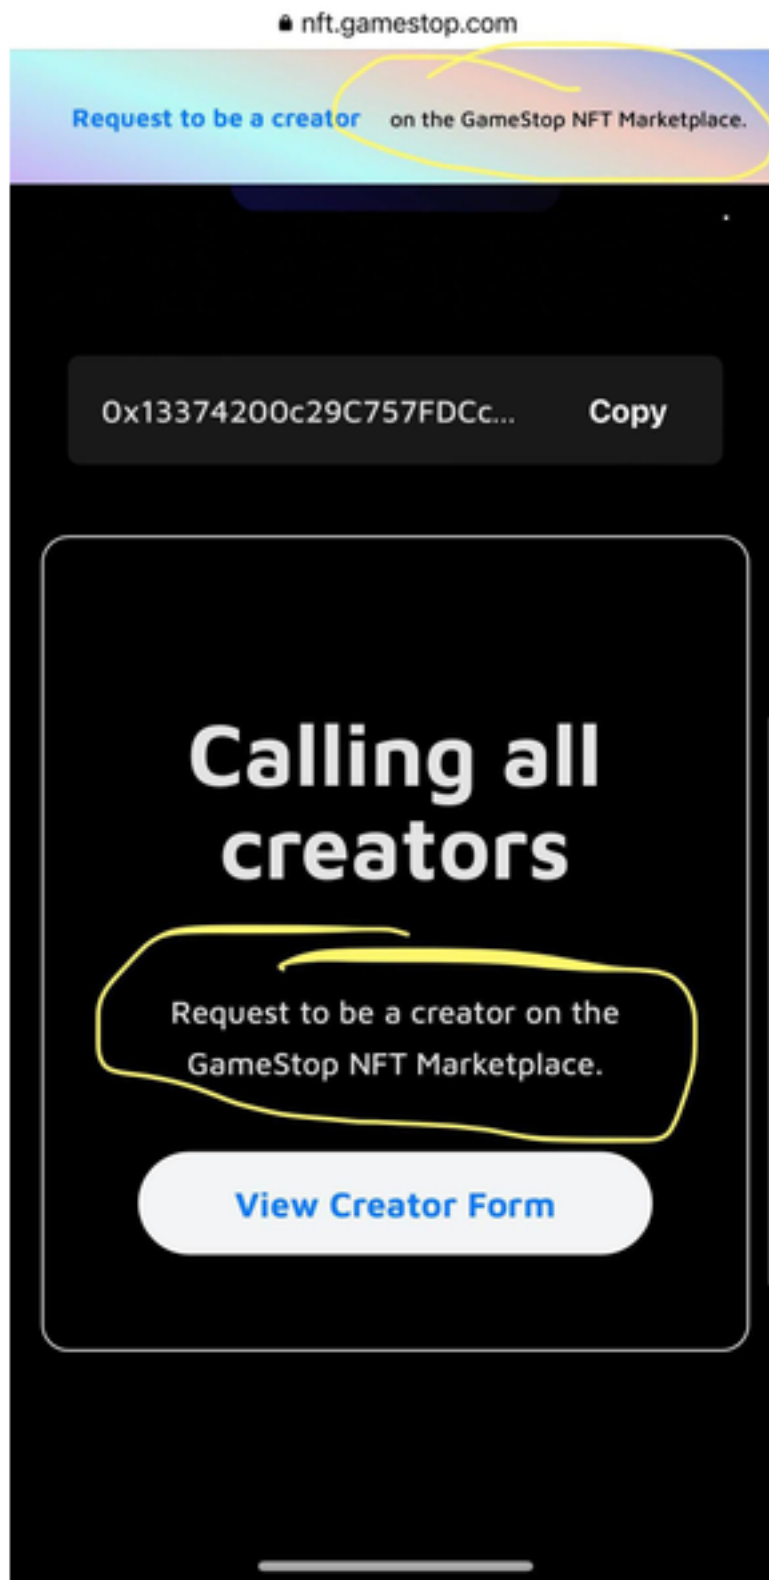 nft.gamestop.com
Request to be a creator on the GameStop NFT Marketplace.
0x13374200c29C757FDCc... Copy
Calling all
creators
Request to be a creator on the
GameStop NFT Marketplace.
View Creator Form